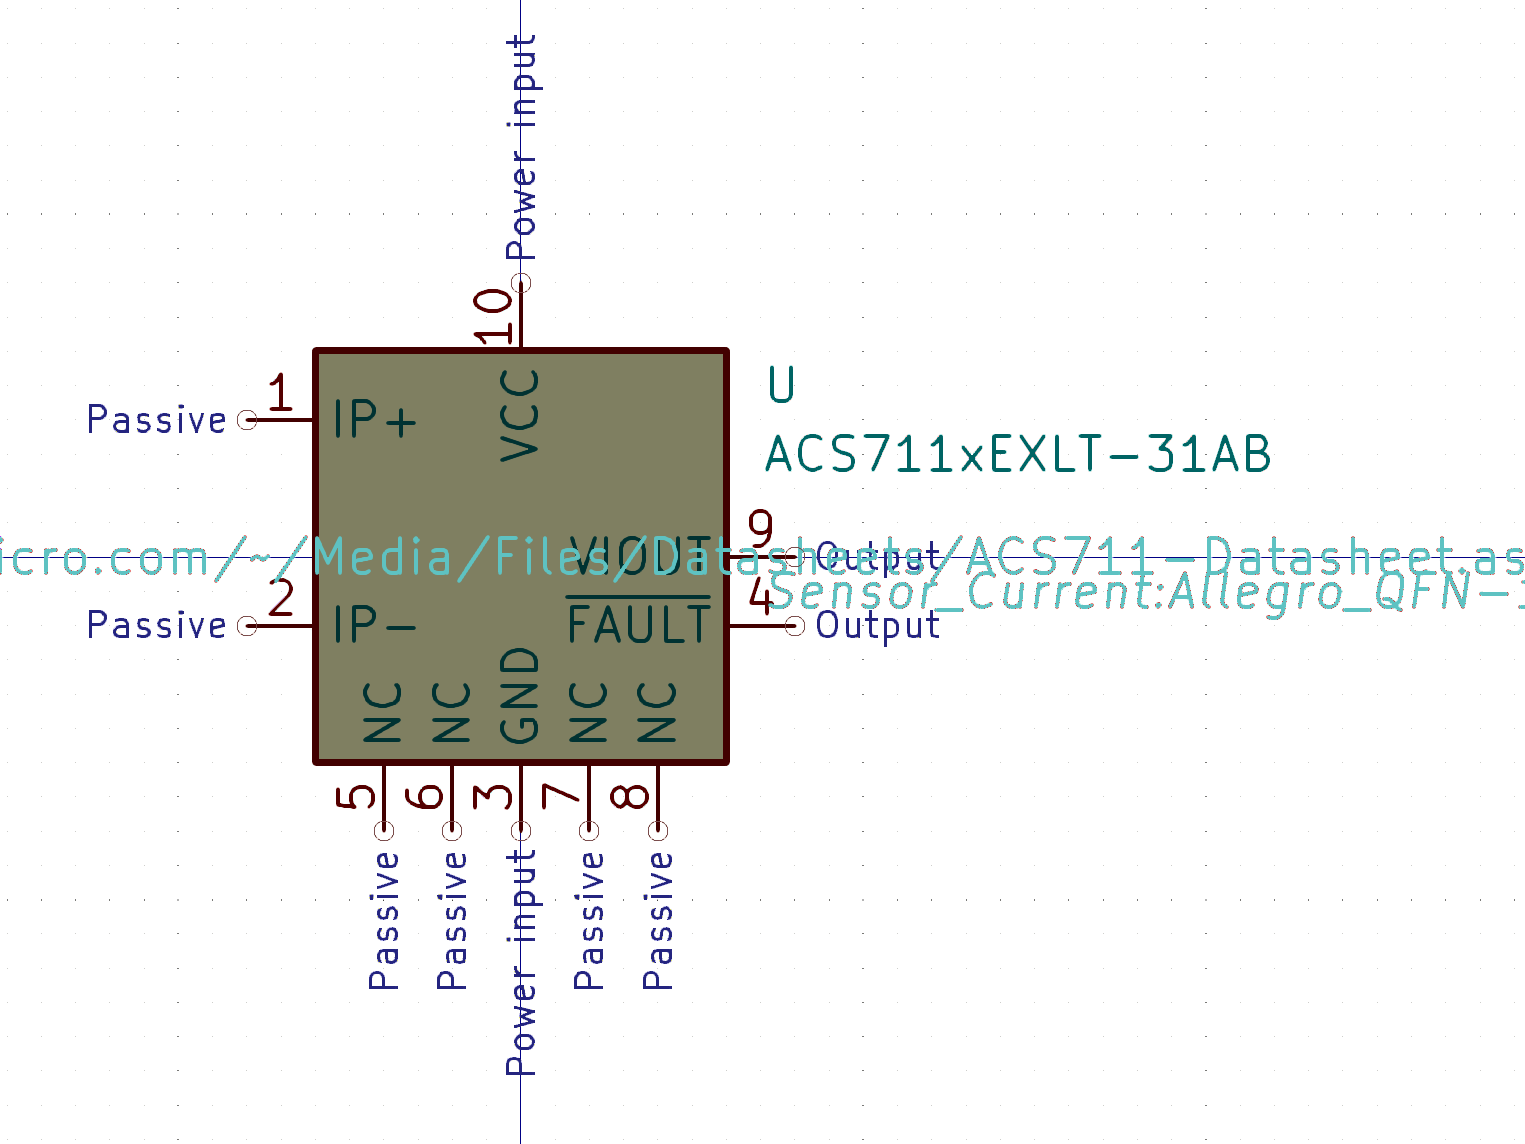 Power input
10
VCC
U
1
Passive
IP+
ACS711xEXLT-31AB
9
VIOUT
Output
icro.com/~/Media/Files/Datasheets/ACS711-Datasheet.as
Sensor_Current:Allegro_QFN-
2
4
Passive
IP-
FAULT
Output
NC
NC
GND
NC
NC
5
6
3
7
8
Passive
Passive
Power input
Passive
Passive